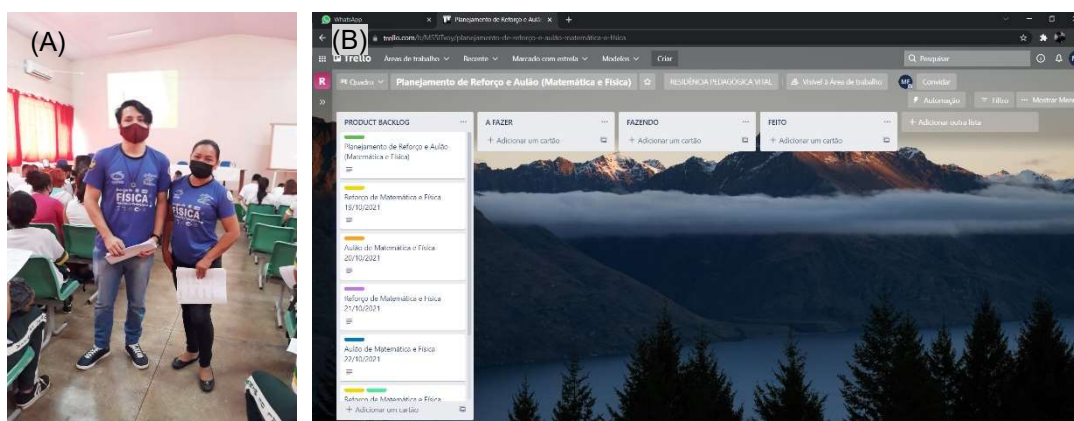 (A)
FÍSICA
FÍSICA
(B)
WhatsApp
Planejamento de Reforço e Aulã
trello.com/b/
/planejamento-de-reforço-e-aulão-matemática-e-física
Trello Áreas de trabalho Recente Marcado com estrela Modelos Criar
Pesquisar
R
Quadro Planejamento de Reforço e Aulão (Matemática e Física) RESIDÊNCIA PEDAGÓGICA VITAL Visível à Área de trabalho Convidar
Automação Filtro Mostrar Menu
PRODUCT BACKLOG
Planejamento de Reforço e Aulão
(Matemática e Física)
Reforço de Matemática e Física
19/10/2021
Aulão de Matemática e Física
20/10/2021
Reforço de Matemática e Física
21/10/2021
Aulão de Matemática e Física
22/10/2021
Reforço de Matemática e Física
+ Adicionar um cartão
A FAZER
+ Adicionar um cartão
FAZENDO
+ Adicionar um cartão
FEITO
+ Adicionar um cartão
+ Adicionar outra lista